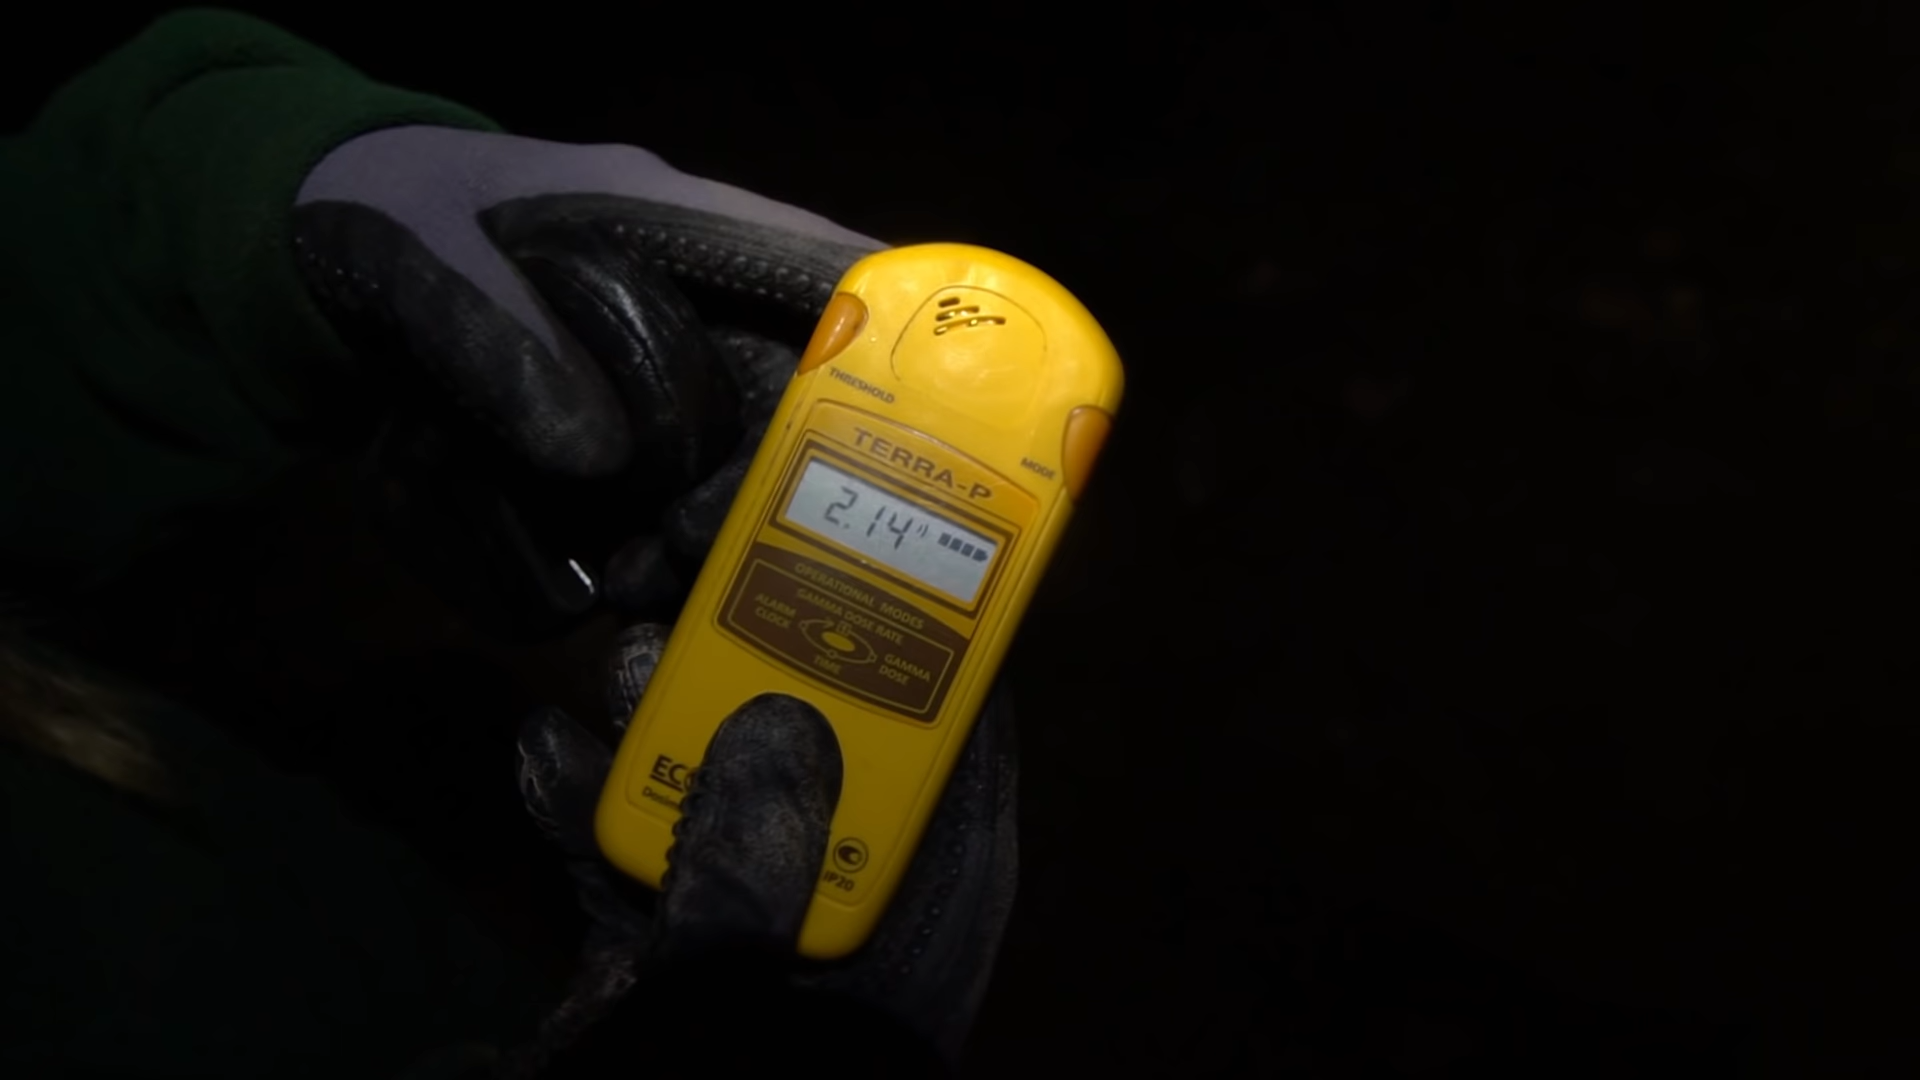 THRESHOLD
MODE
TERRA-P
2.14
OPERATIONAL MODES
GAMMA DOSE RATE
ALARM
CLOCK
GAMMA
DOSE
TIME
IP20